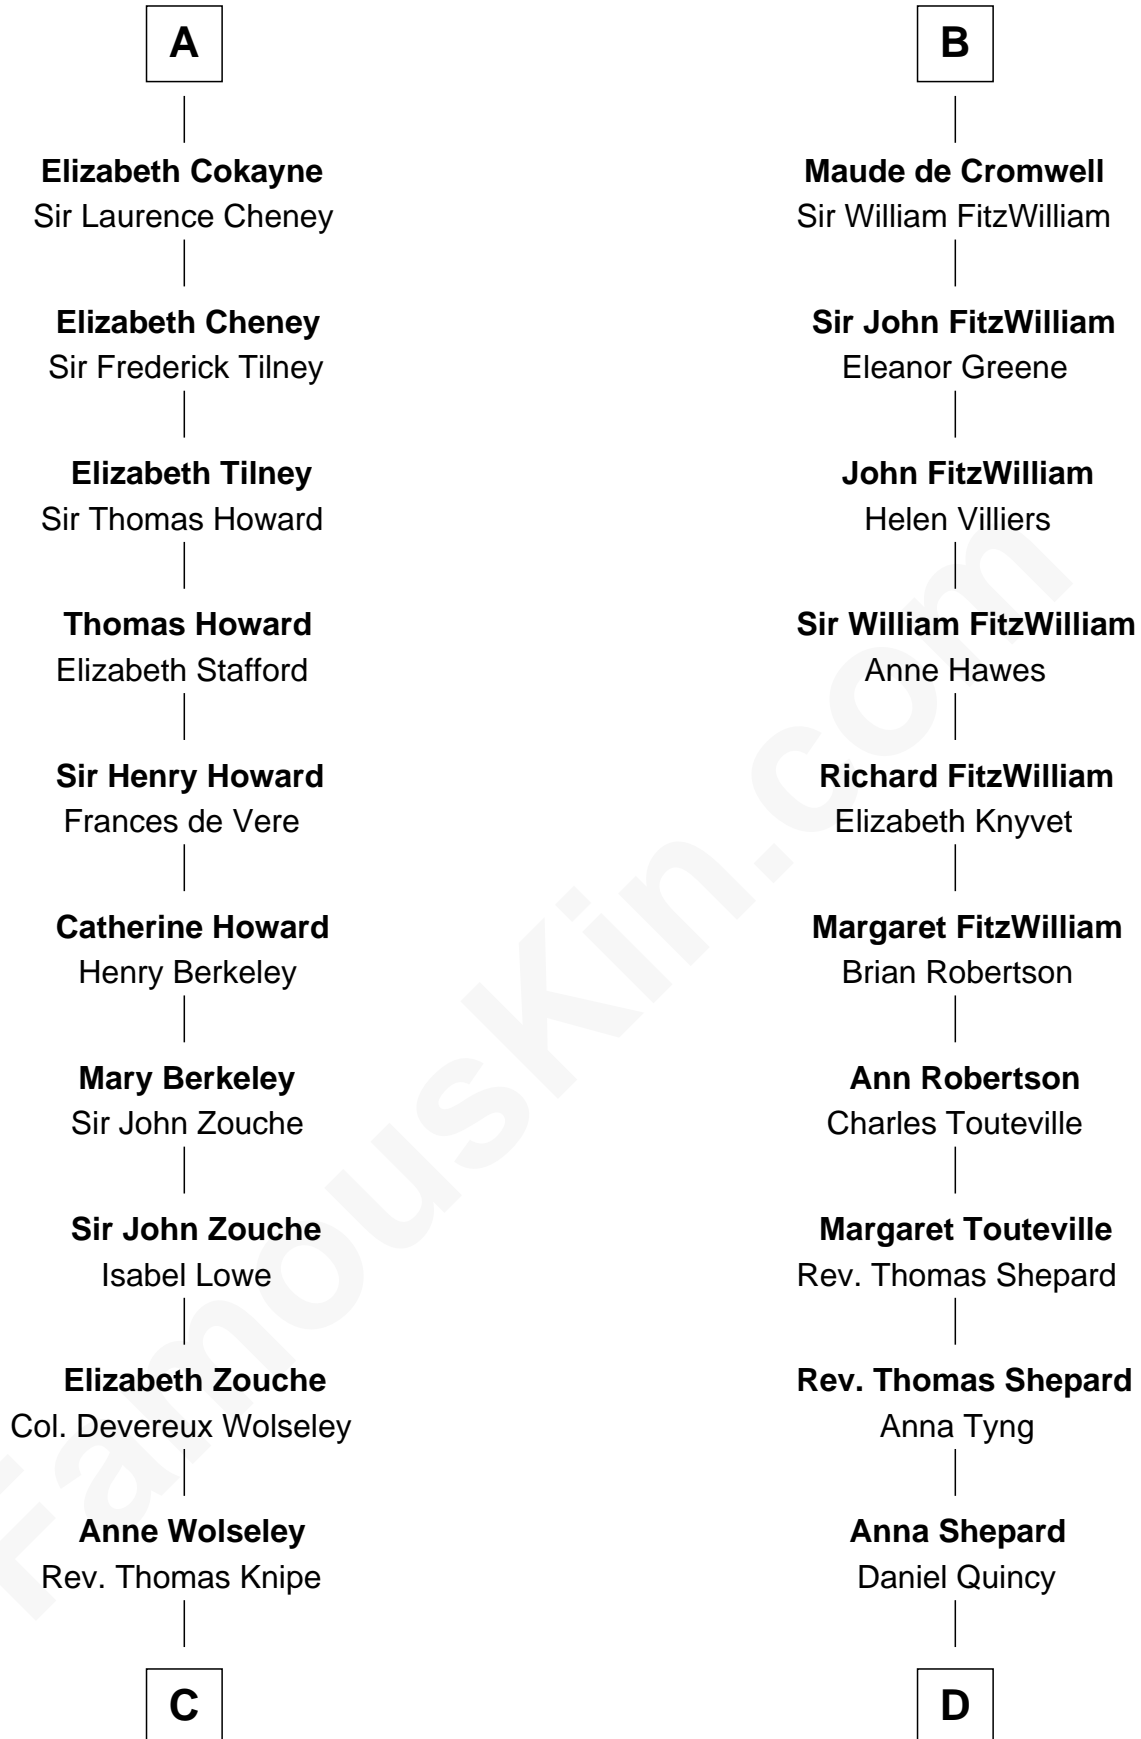 A
Elizabeth Cokayne
Sir Laurence Cheney
Elizabeth Cheney
Sir Frederick Tilney
Elizabeth Tilney
Sir Thomas Howard
Thomas Howard
Elizabeth Stafford
Sir Henry Howard
Frances de Vere
Catherine Howard
Henry Berkeley
Mary Berkeley
Sir John Zouche
Sir John Zouche
Isabel Lowe
Elizabeth Zouche
Col. Devereux Wolseley
Anne Wolseley
Rev. Thomas Knipe
C
B
Maude de Cromwell
Sir William FitzWilliam
Sir John FitzWilliam
Eleanor Greene
John FitzWilliam
Helen Villiers
Sir William FitzWilliam
Anne Hawes
Richard FitzWilliam
Elizabeth Knyvet
Margaret FitzWilliam
Brian Robertson
Ann Robertson
Charles Touteville
Margaret Touteville
Rev. Thomas Shepard
Rev. Thomas Shepard
Anna Tyng
Anna Shepard
Daniel Quincy
D
FamousKin.com